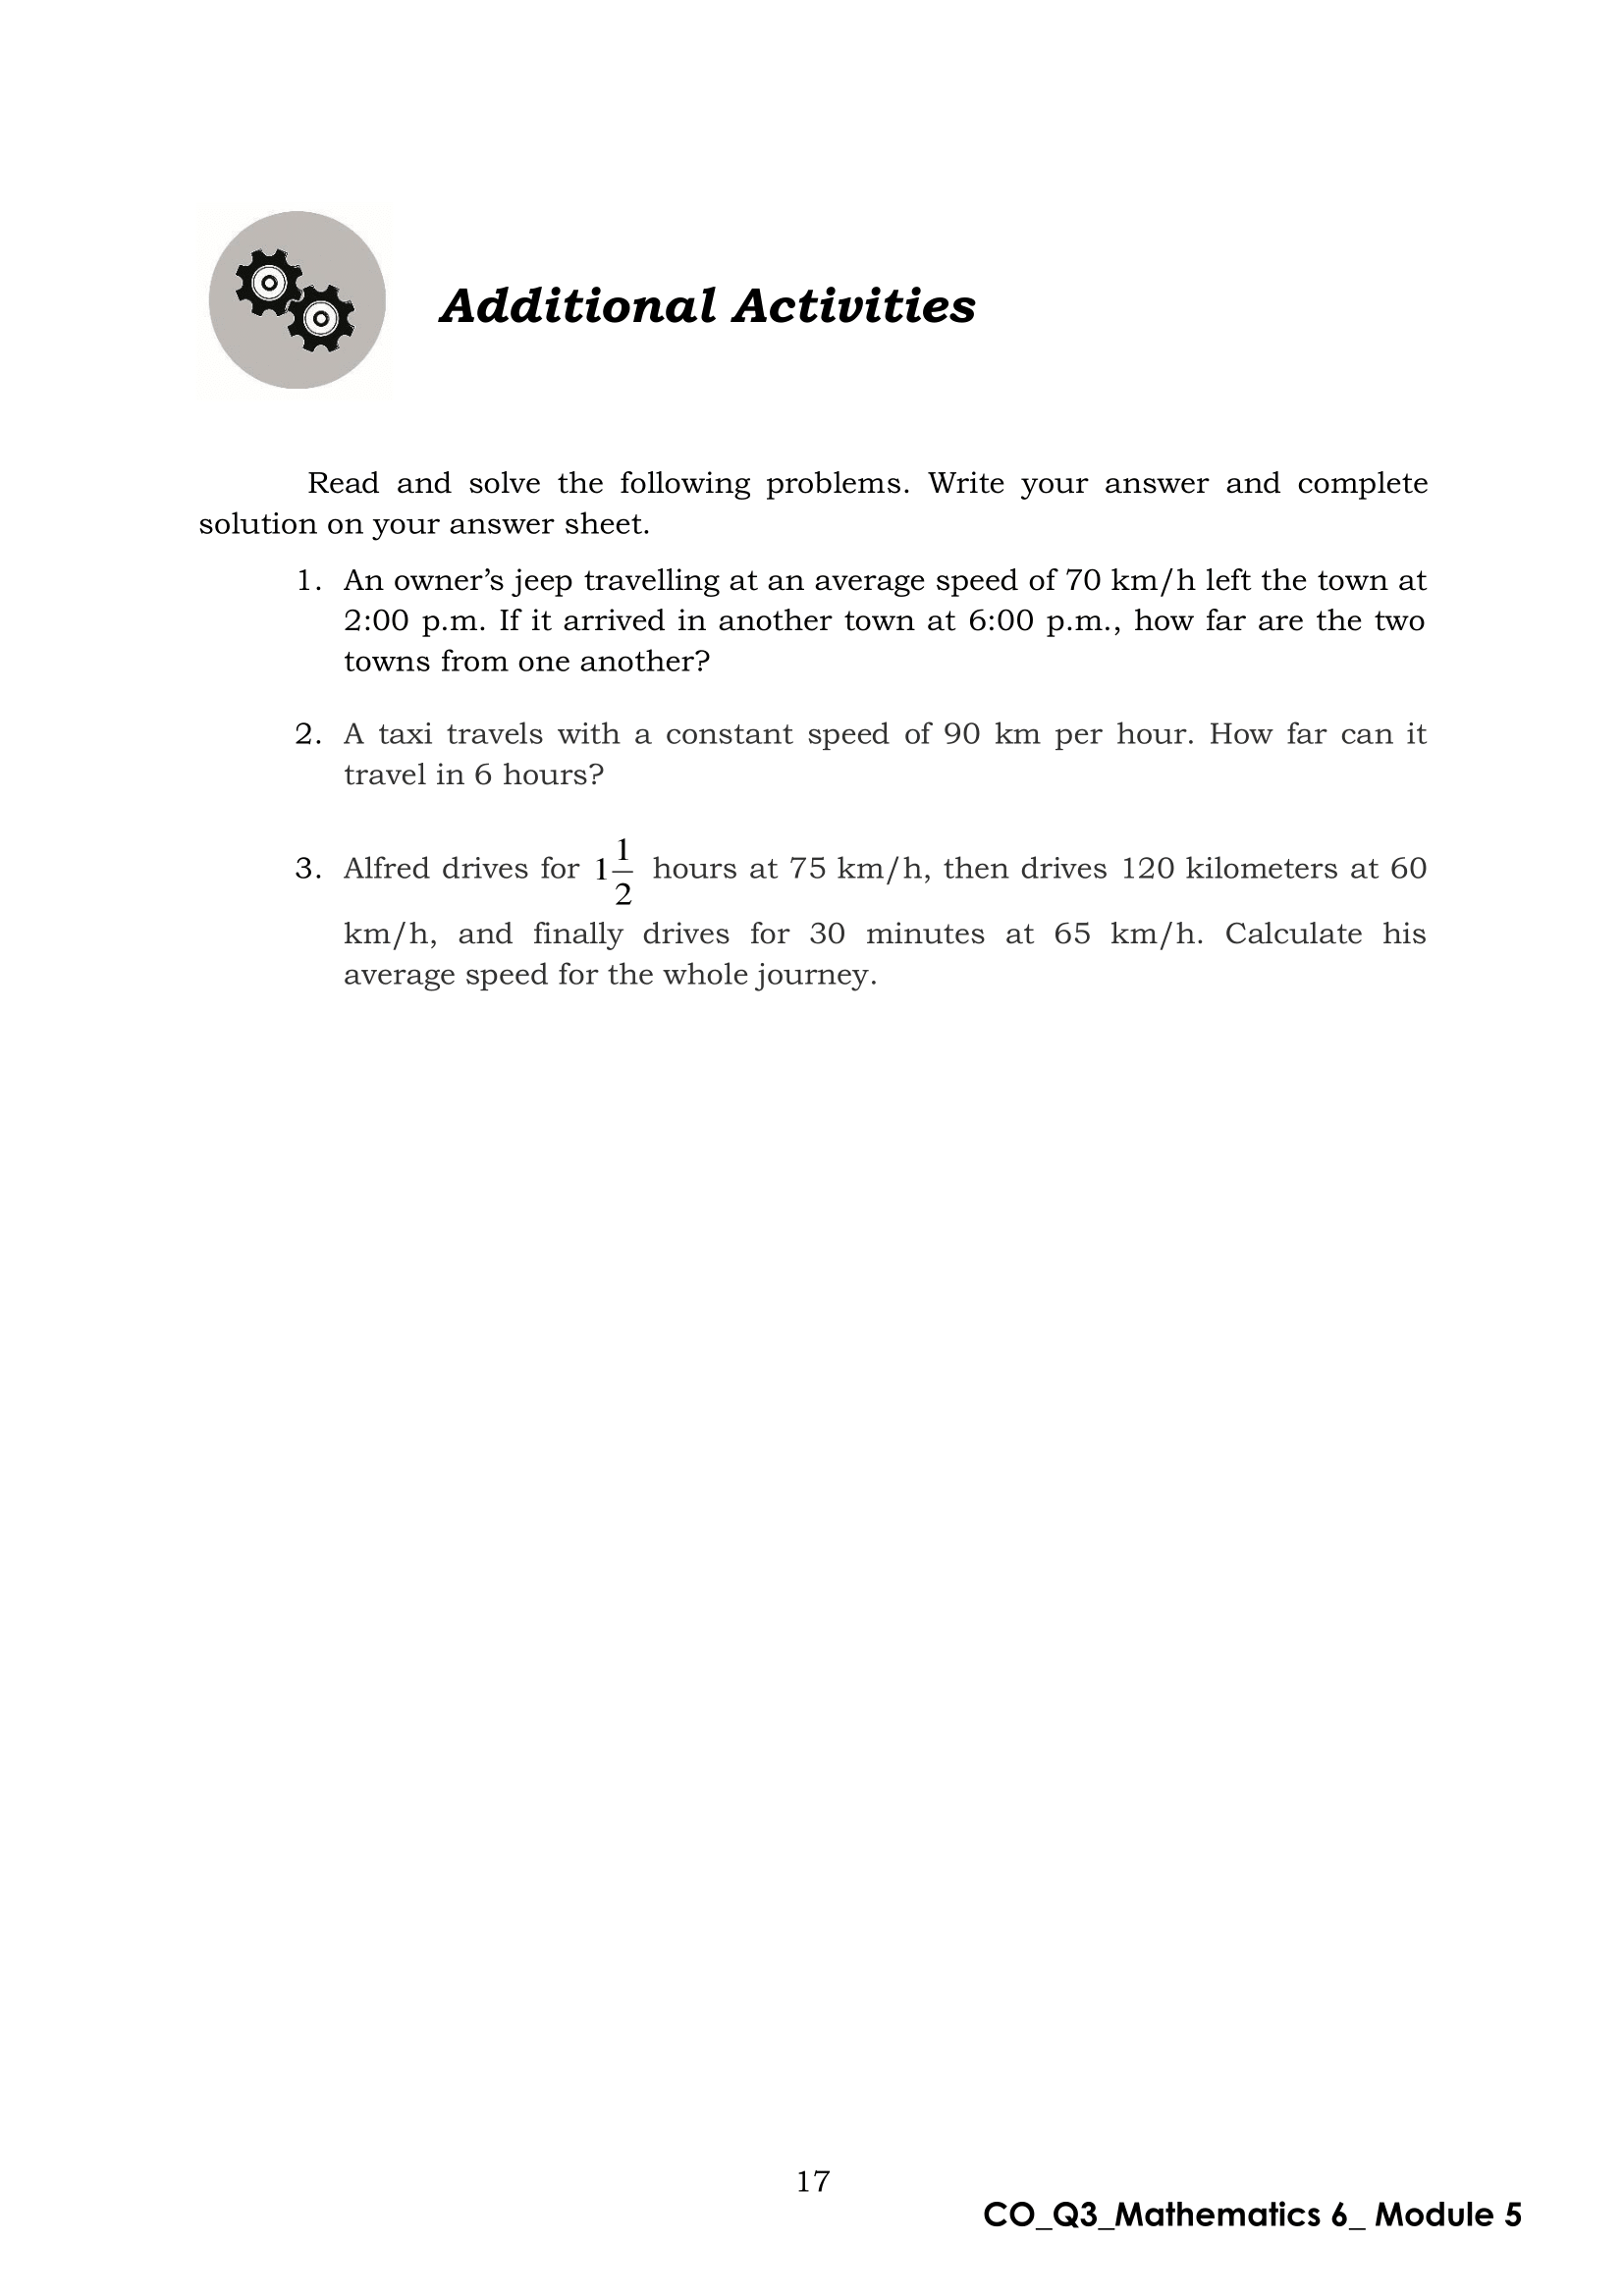 Additional Activities
Read and solve the following problems. Write your answer and complete
solution on your answer sheet.
1. An owner’s jeep travelling at an average speed of 70 km/h left the town at
2:00 p.m. If it arrived in another town at 6:00 p.m., how far are the two
towns from one another?
2. A taxi travels with a constant speed of 90 km per hour. How far can it
travel in 6 hours?
3. Alfred drives for 1 1/2 hours at 75 km/h, then drives 120 kilometers at 60
km/h, and finally drives for 30 minutes at 65 km/h. Calculate his
average speed for the whole journey.
17
CO_Q3_Mathematics 6_ Module 5